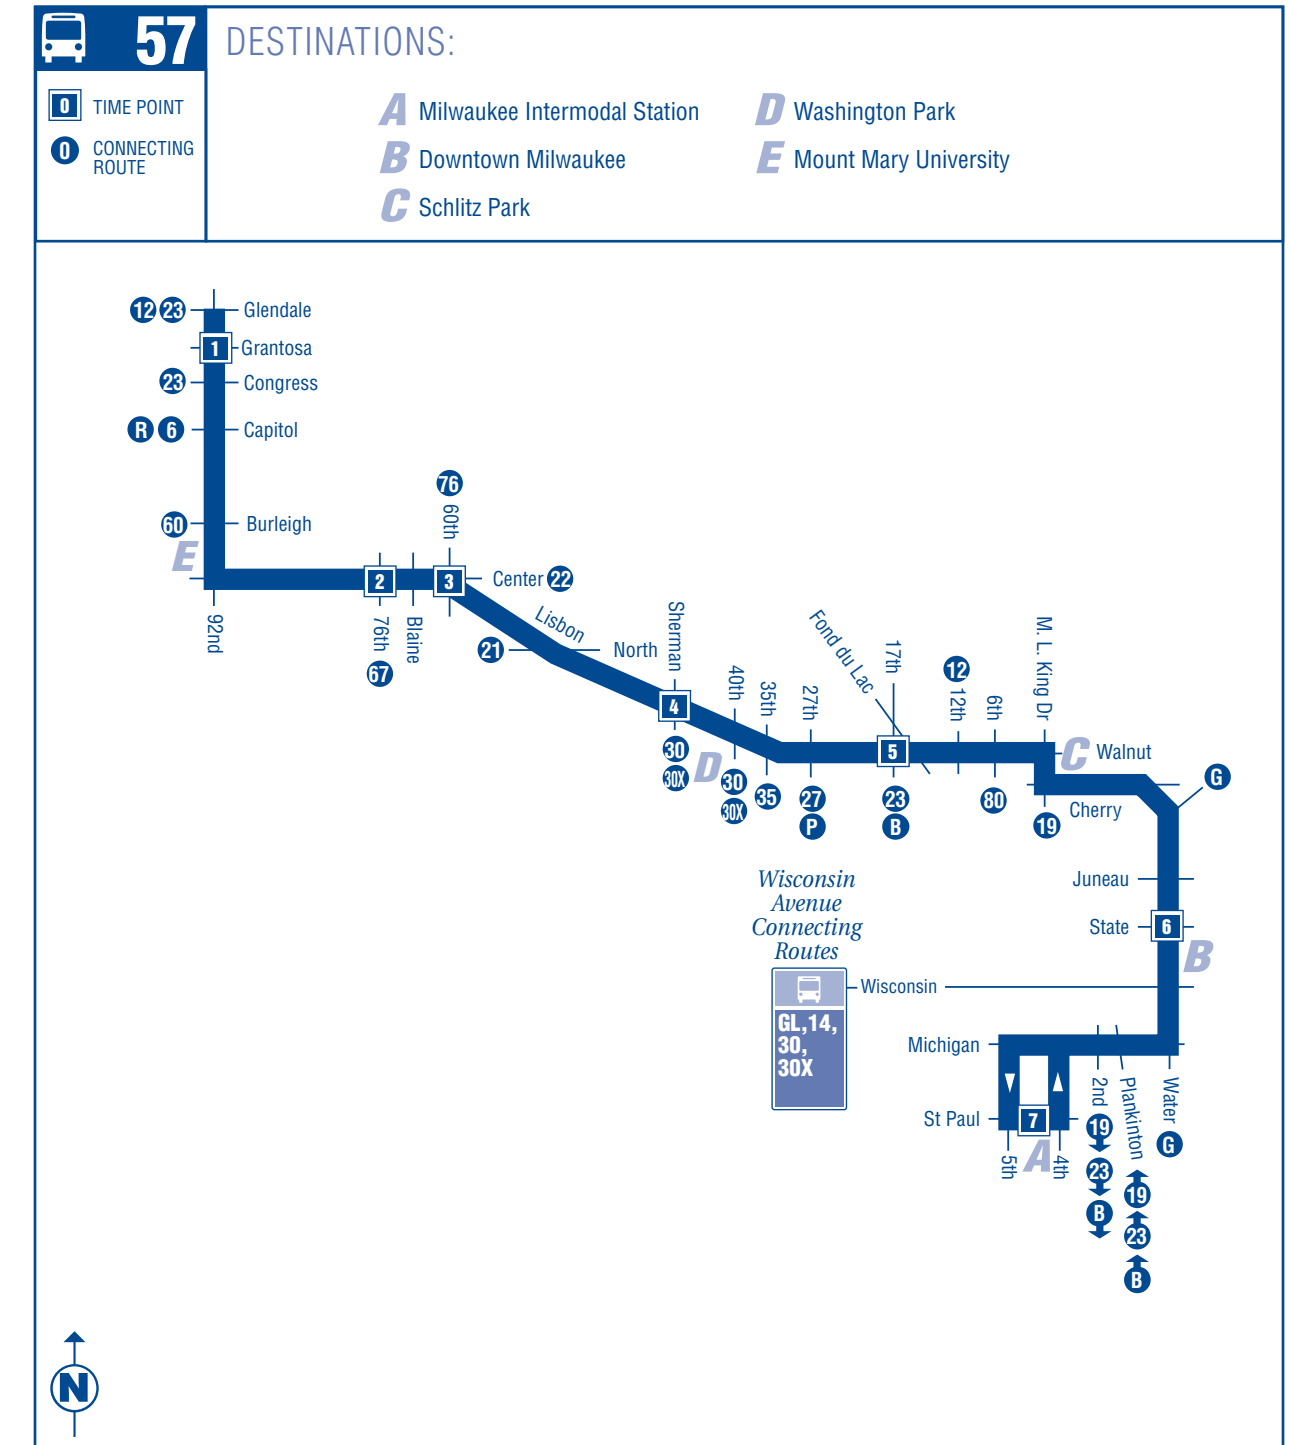 57
DESTINATIONS:
0 TIME POINT
0 CONNECTING
ROUTE
A Milwaukee Intermodal Station
B Downtown Milwaukee
C Schlitz Park
D Washington Park
E Mount Mary University
12 23 Glendale
1 Grantosa
23 Congress
R 6 Capitol
60 Burleigh
E
92nd
2
76th
67
Blaine
76
60th
3
Center 22
Lisbon
21 North
Sherman
4
30
30X
D
40th
30
30X
35th
35
27th
27
P
Fond du Lac
17th
5
23
B
12
12th
6th
80
M. L. King Dr
C Walnut
G
Cherry
19
Juneau
State 6
B
Wisconsin
Avenue
Connecting
Routes
Wisconsin
GL,14,
30,
30X
Michigan
St Paul 7
5th
A
4th
2nd
19
23
B
Plankinton
19
23
B
Water
G
N